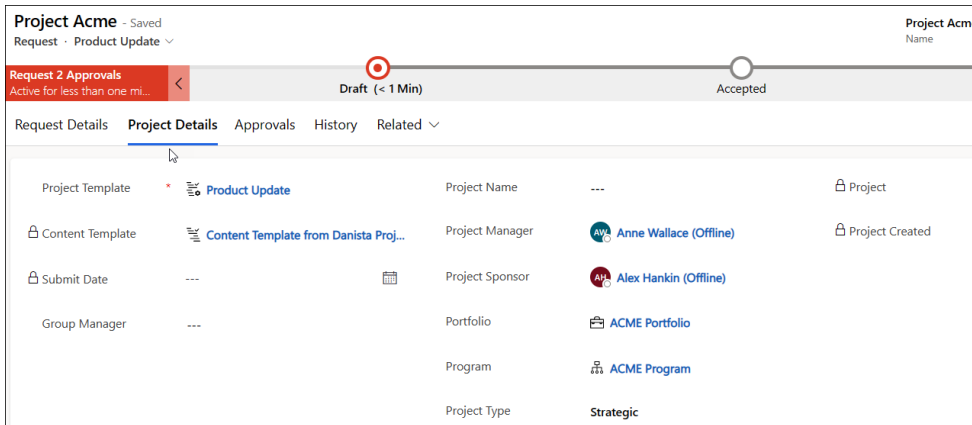 Project Acme - Saved
Project Acm
Request · Product Update
Name
Request 2 Approvals
Active for less than one mi...
Draft (< 1 Min)
Accepted
Request Details Project Details Approvals History Related
Project Template * Product Update
Project Name ---
Project
Content Template Content Template from Danista Proj...
Project Manager AW Anne Wallace (Offline)
Project Created
Submit Date ---
Project Sponsor AH Alex Hankin (Offline)
Group Manager ---
Portfolio ACME Portfolio
Program ACME Program
Project Type Strategic